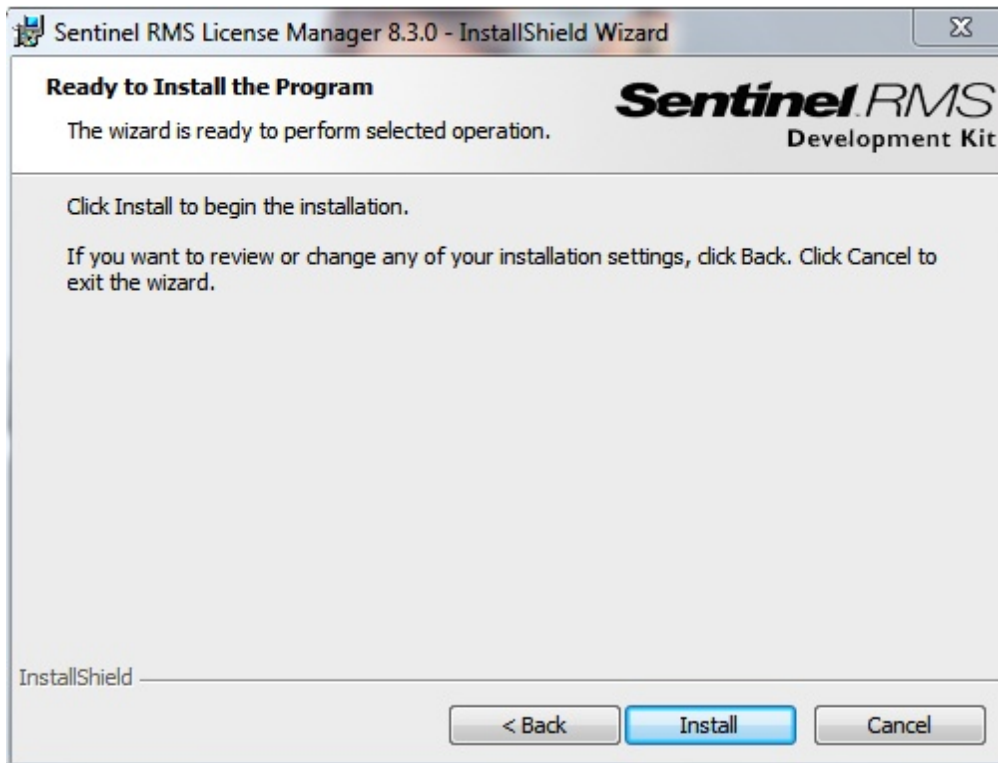 Sentinel RMS License Manager 8.3.0 - InstallShield Wizard
Ready to Install the Program
The wizard is ready to perform selected operation.
Sentinel RMS
Development Kit
Click Install to begin the installation.
If you want to review or change any of your installation settings, click Back. Click Cancel to
exit the wizard.
InstallShield
< Back
Install
Cancel